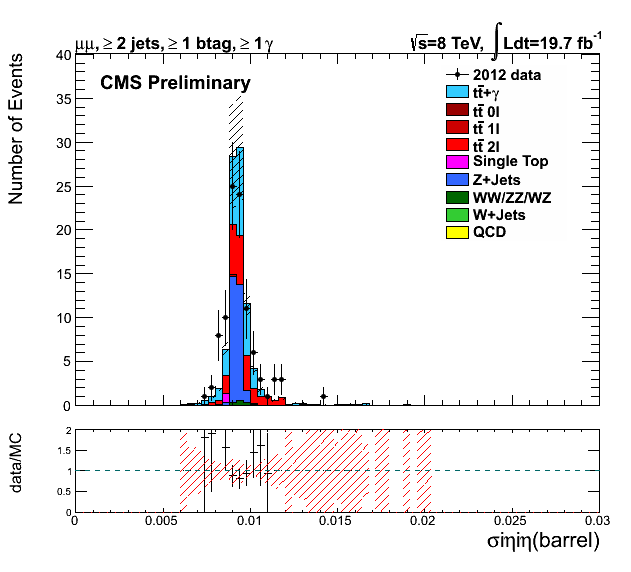 μμ, ≥ 2 jets, ≥ 1 btag, ≥ 1 γ
√s=8 TeV, ∫ Ldt=19.7 fb⁻¹
CMS Preliminary
2012 data
tt̄+γ
tt̄ 0l
tt̄ 1l
tt̄ 2l
Single Top
Z+Jets
WW/ZZ/WZ
W+Jets
QCD
Number of Events
40
35
30
25
20
15
10
5
0
data/MC
2
1.5
1
0.5
0
0 0.005 0.01 0.015 0.02 0.025 0.03
σiηiη(barrel)